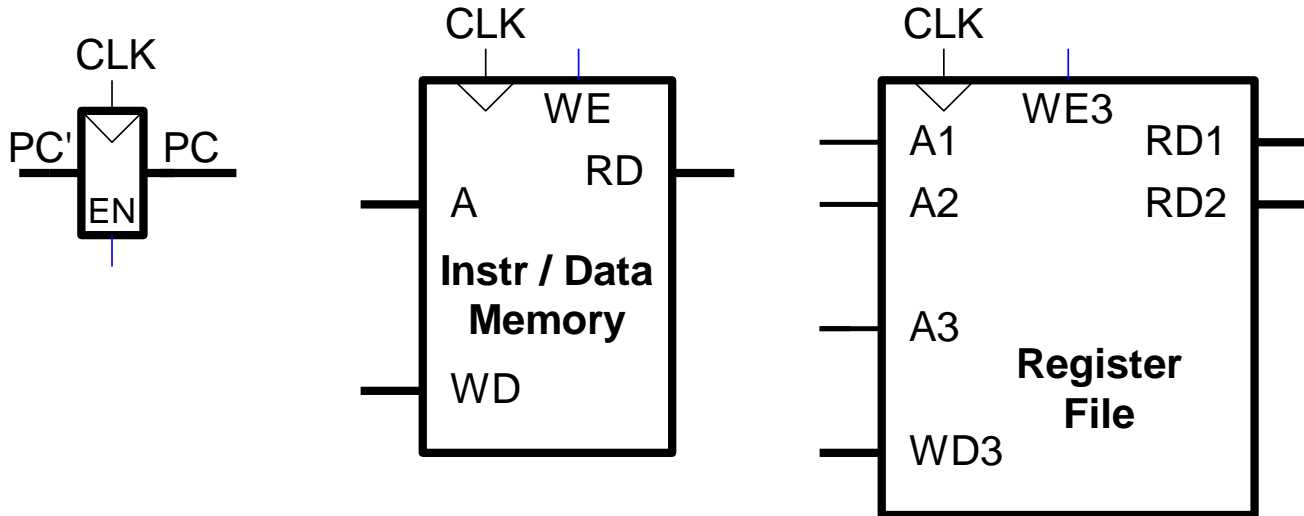 CLK
PC'
PC
EN
CLK
WE
RD
A
Instr / Data
Memory
WD
CLK
WE3
A1
RD1
A2
RD2
A3
Register
File
WD3